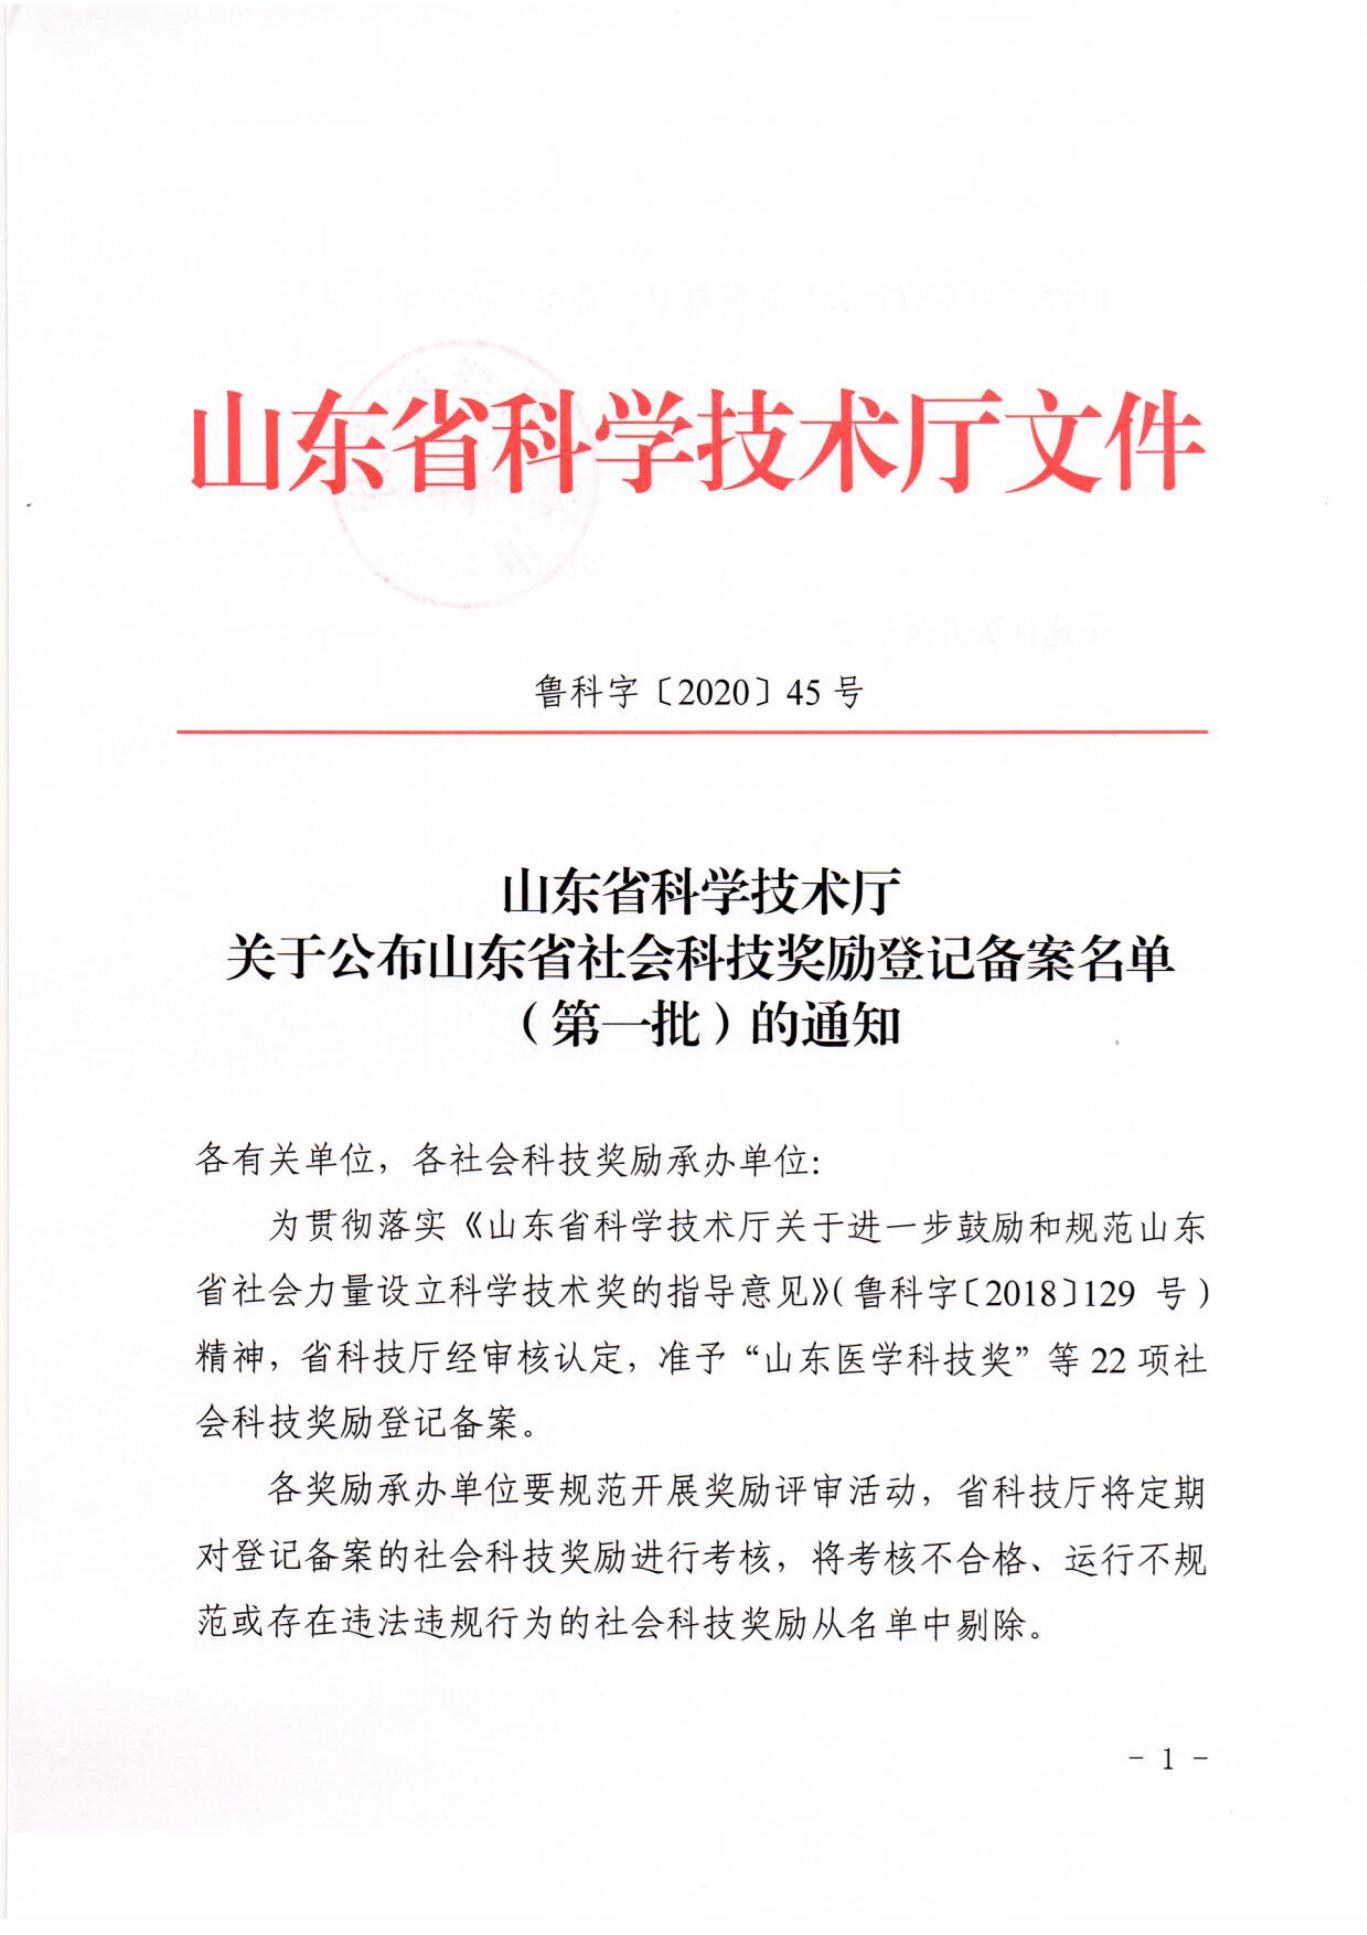 山东省科学技术厅文件
鲁科字〔2020〕45 号
山东省科学技术厅
关于公布山东省社会科技奖励登记备案名单
（第一批）的通知
各有关单位，各社会科技奖励承办单位：
为贯彻落实《山东省科学技术厅关于进一步鼓励和规范山东
省社会力量设立科学技术奖的指导意见》（鲁科字〔2018〕129 号）
精神，省科技厅经审核认定，准予“山东医学科技奖”等 22 项社
会科技奖励登记备案。
各奖励承办单位要规范开展奖励评审活动，省科技厅将定期
对登记备案的社会科技奖励进行考核，将考核不合格、运行不规
范或存在违法违规行为的社会科技奖励从名单中剔除。
- 1 -